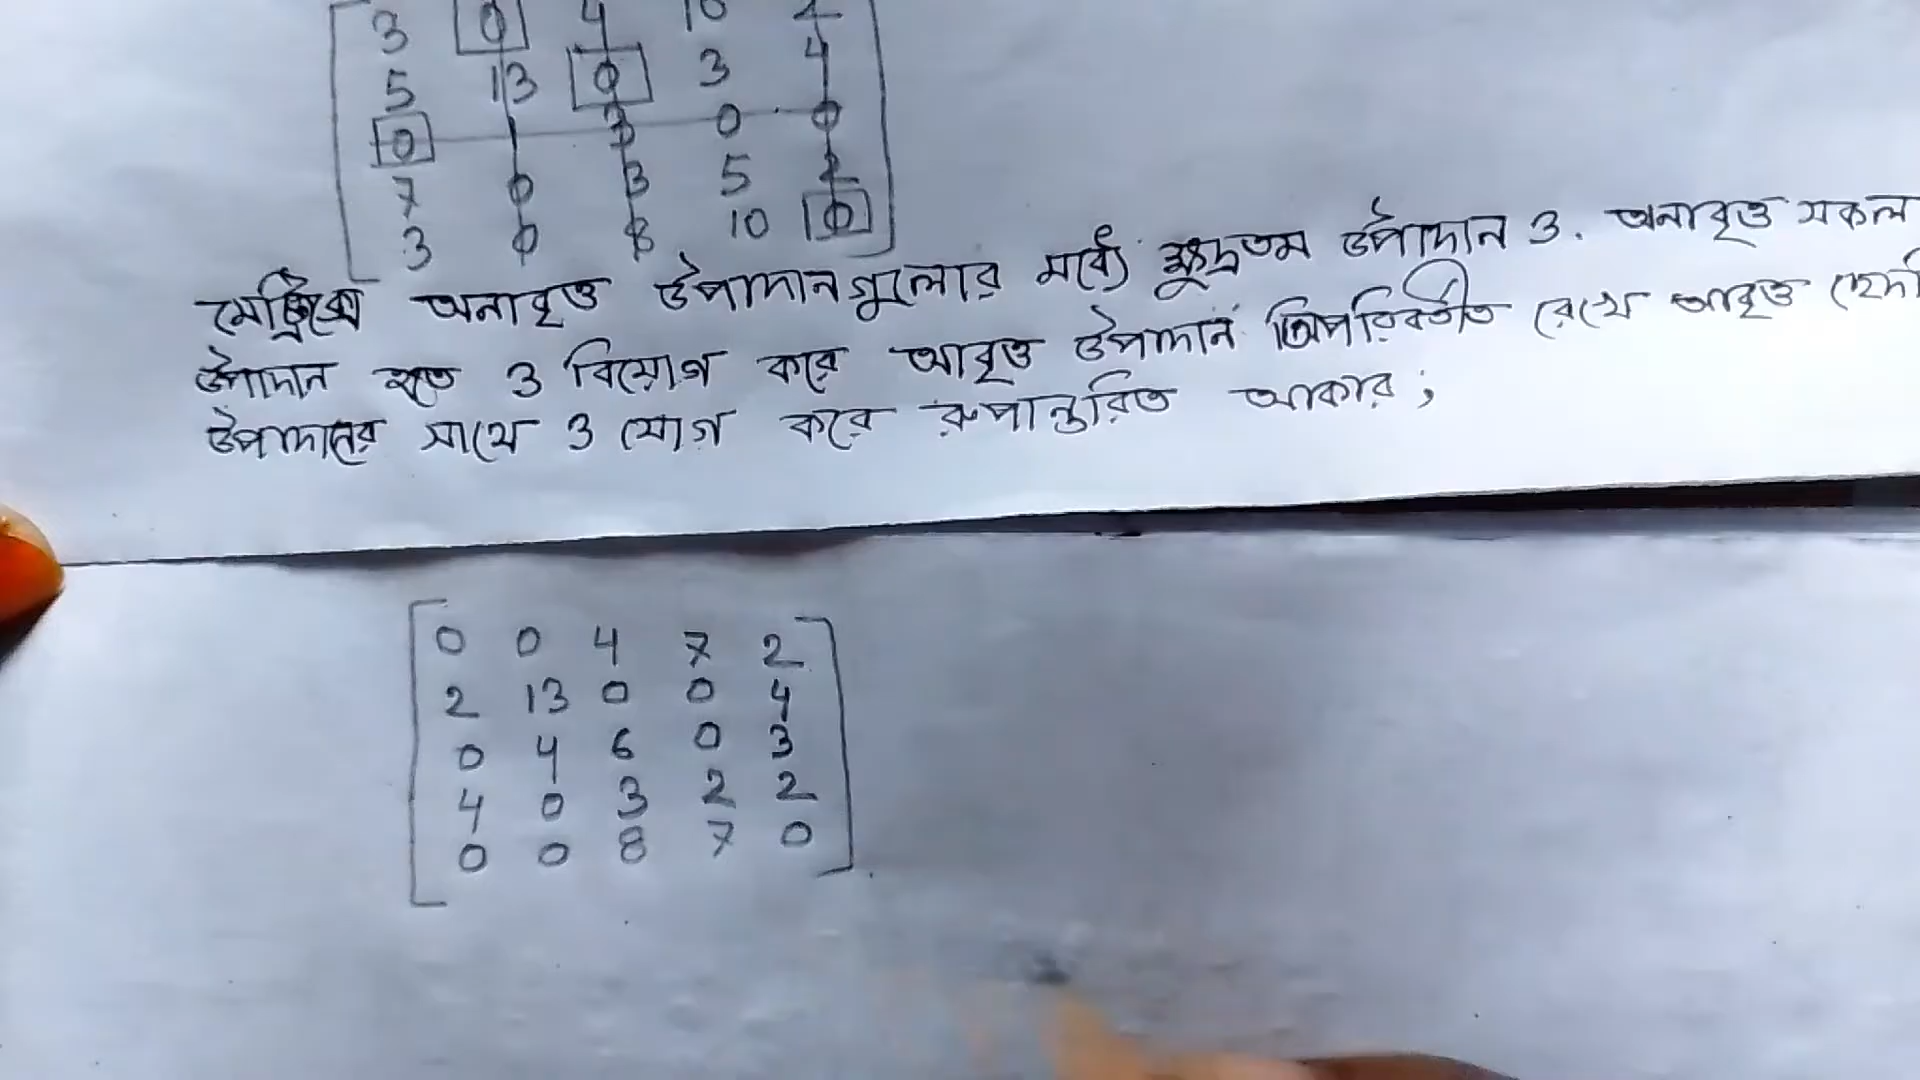 3 0 4 10 2
5 13 0 3 4
0 1 3 0 0
7 0 3 5 2
3 0 8 10 0
মেট্রিক্সে অনাবৃত্ত উপাদানগুলোর মধ্যে ক্ষুদ্রতম উপাদান 3. অনাবৃত্ত সকল
উপাদান হতে 3 বিয়োগ করে আবৃত্ত উপাদান অপরিবর্তীত রেখে আবৃত্ত
উপাদানের সাথে 3 যোগ করে রুপান্তরিত আকার;
0 0 4 7 2
2 13 0 0 4
0 4 6 0 3
4 0 3 2 2
0 0 8 7 0